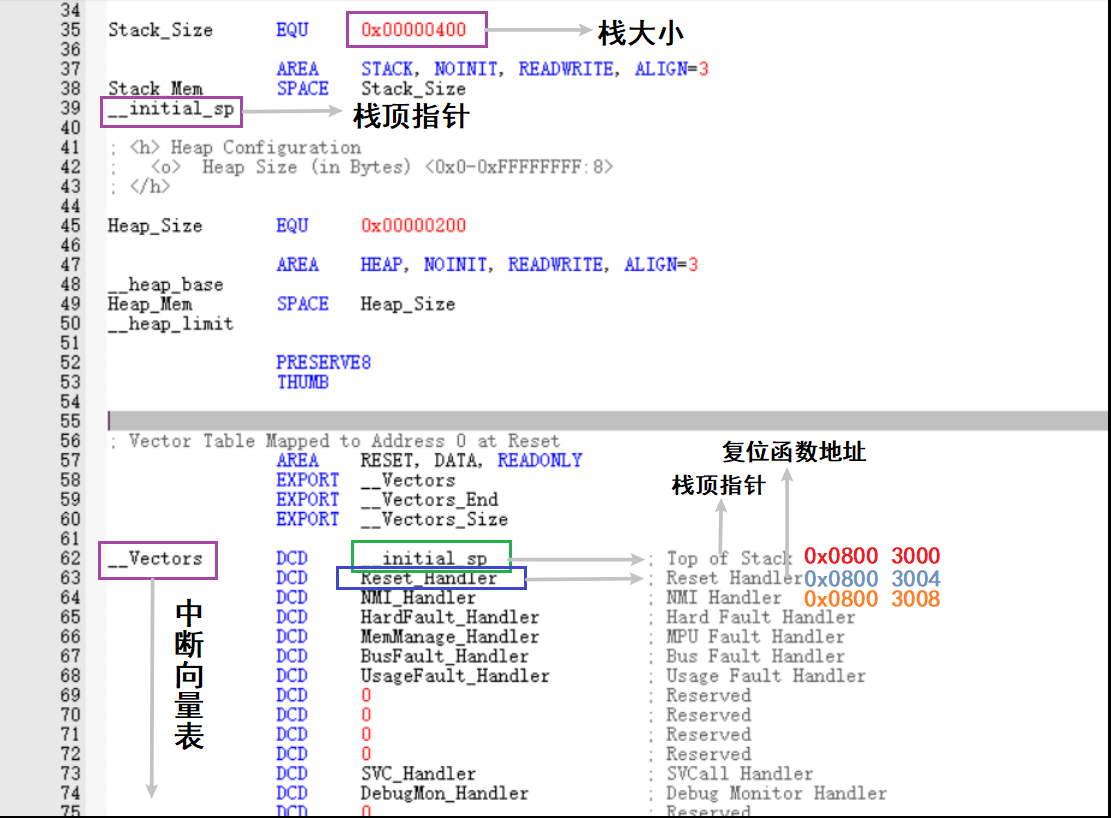 34
35 Stack_Size EQU 0x00000400 栈大小
36
37 AREA STACK, NOINIT, READWRITE, ALIGN=3
38 Stack_Mem SPACE Stack_Size
39 __initial_sp 栈顶指针
40
41 ; <h> Heap Configuration
42 ; <o> Heap Size (in Bytes) <0x0-0xFFFFFFFF:8>
43 ; </h>
44
45 Heap_Size EQU 0x00000200
46
47 AREA HEAP, NOINIT, READWRITE, ALIGN=3
48 __heap_base
49 Heap_Mem SPACE Heap_Size
50 __heap_limit
51
52 PRESERVE8
53 THUMB
54
55
56 ; Vector Table Mapped to Address 0 at Reset
复位函数地址
57 AREA RESET, DATA, READONLY
58 EXPORT __Vectors
栈顶指针
59 EXPORT __Vectors_End
60 EXPORT __Vectors_Size
61
62 __Vectors DCD __initial_sp ; Top of Stack 0x0800 3000
63 DCD Reset_Handler ; Reset Handler 0x0800 3004
64 DCD NMI_Handler ; NMI Handler 0x0800 3008
65 DCD HardFault_Handler ; Hard Fault Handler
66 DCD MemManage_Handler ; MPU Fault Handler
67 DCD BusFault_Handler ; Bus Fault Handler
68 DCD UsageFault_Handler ; Usage Fault Handler
69 DCD 0 ; Reserved
70 DCD 0 ; Reserved
71 DCD 0 ; Reserved
72 DCD 0 ; Reserved
73 DCD SVC_Handler ; SVCall Handler
74 DCD DebugMon_Handler ; Debug Monitor Handler
75 DCD 0 ; Reserved
中断向量表